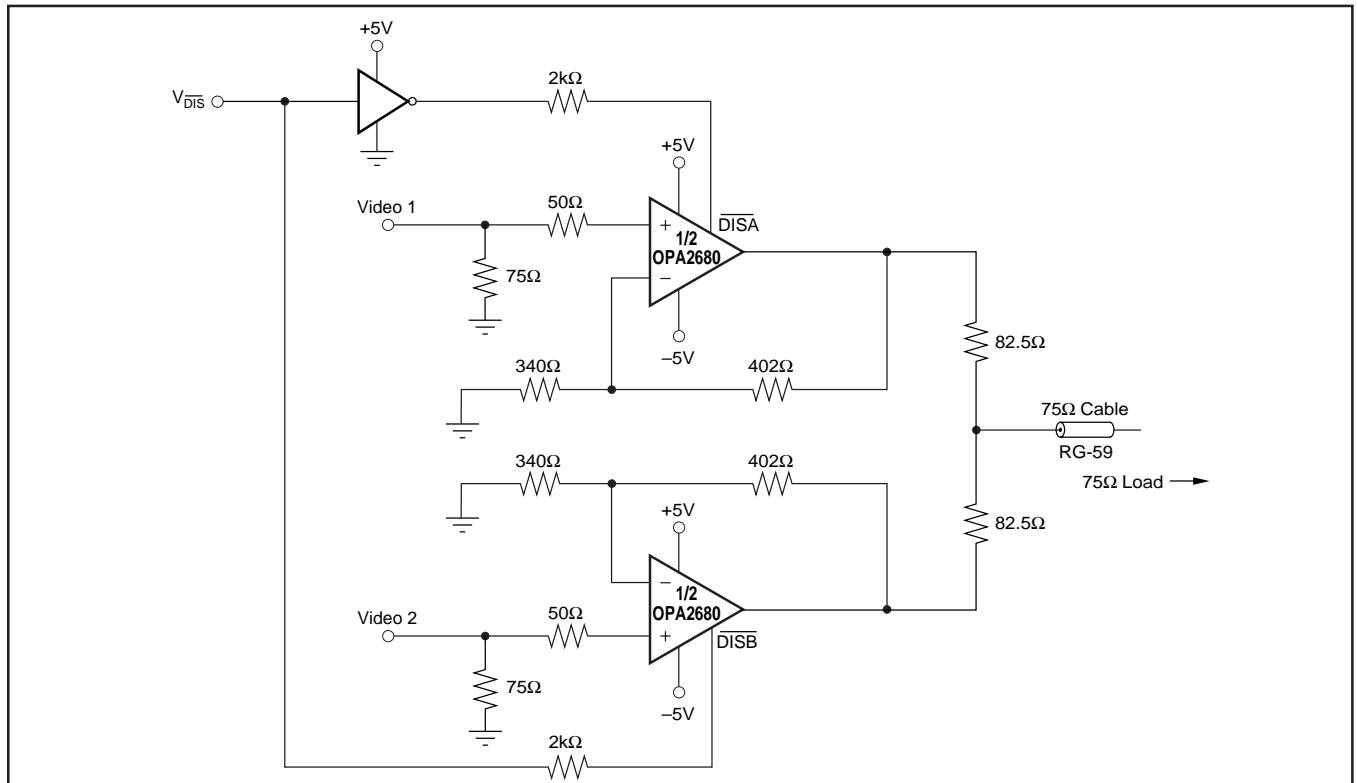 +5V
V DIS
2kΩ
+5V
Video 1
50Ω
DISA
+
1/2
OPA2680
–
75Ω
–5V
340Ω
402Ω
82.5Ω
75Ω Cable
RG-59
75Ω Load
340Ω
402Ω
+5V
82.5Ω
–
1/2
OPA2680
+
Video 2
50Ω
DISB
75Ω
–5V
2kΩ